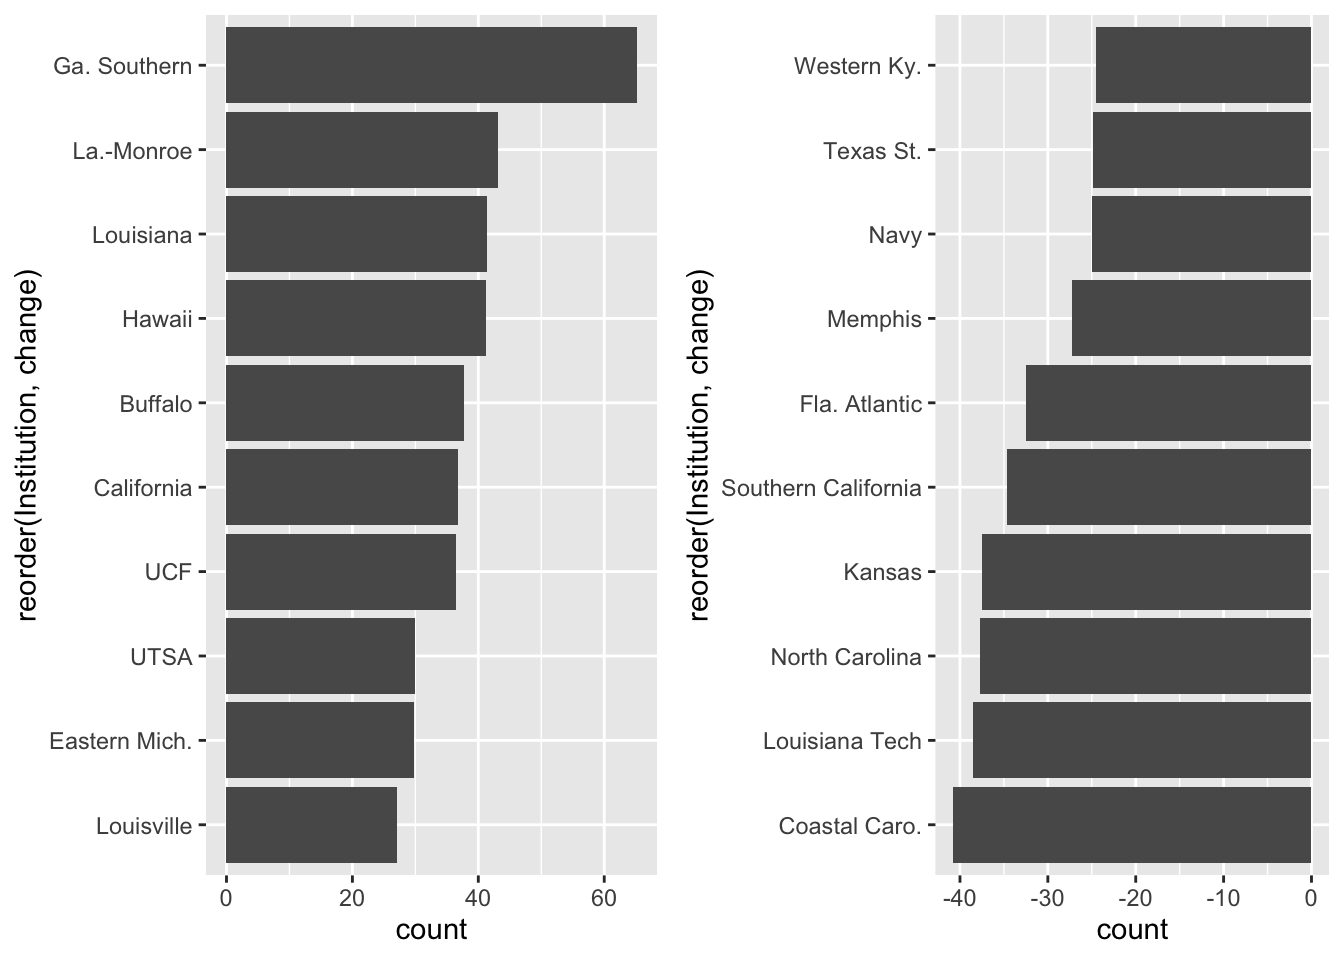 reorder(Institution, change)
Ga. Southern
La.-Monroe
Louisiana
Hawaii
Buffalo
California
UCF
UTSA
Eastern Mich.
Louisville
0 20 40 60
count
reorder(Institution, change)
Western Ky.
Texas St.
Navy
Memphis
Fla. Atlantic
Southern California
Kansas
North Carolina
Louisiana Tech
Coastal Caro.
-40 -30 -20 -10 0
count